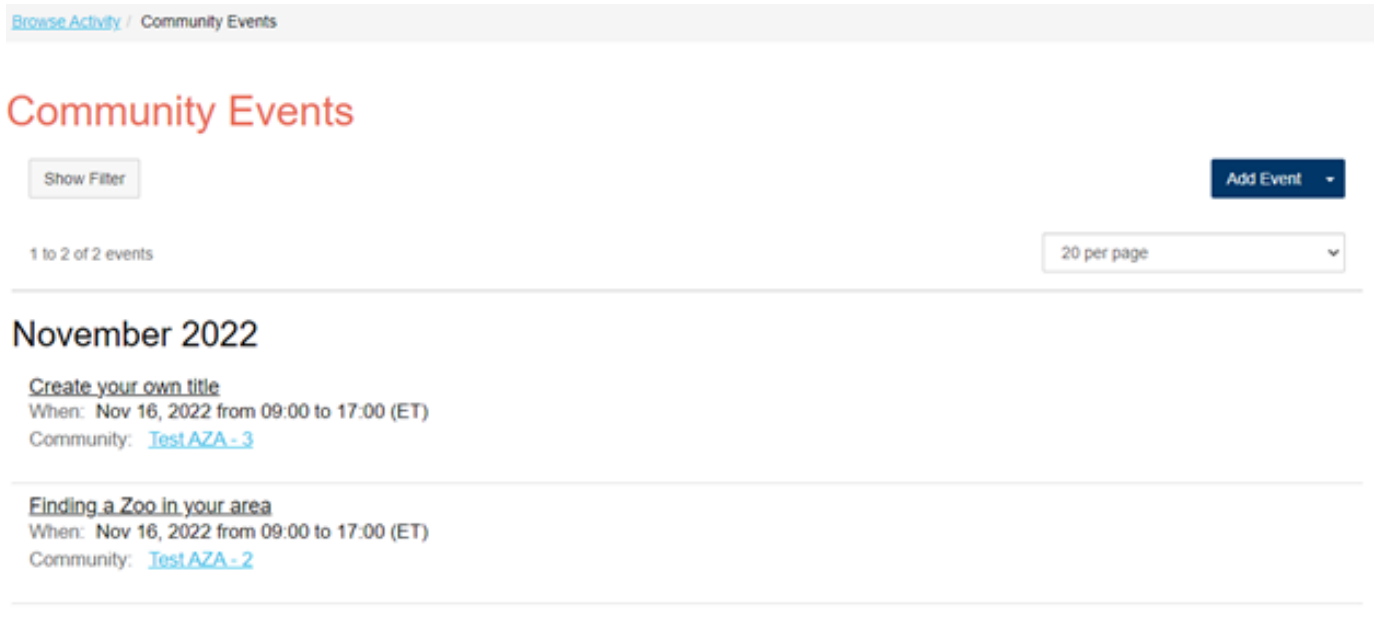 Browse Activity / Community Events
Community Events
Show Filter
Add Event
1 to 2 of 2 events
20 per page
November 2022
Create your own title
When: Nov 16, 2022 from 09:00 to 17:00 (ET)
Community: Test AZA - 3
Finding a Zoo in your area
When: Nov 16, 2022 from 09:00 to 17:00 (ET)
Community: Test AZA - 2